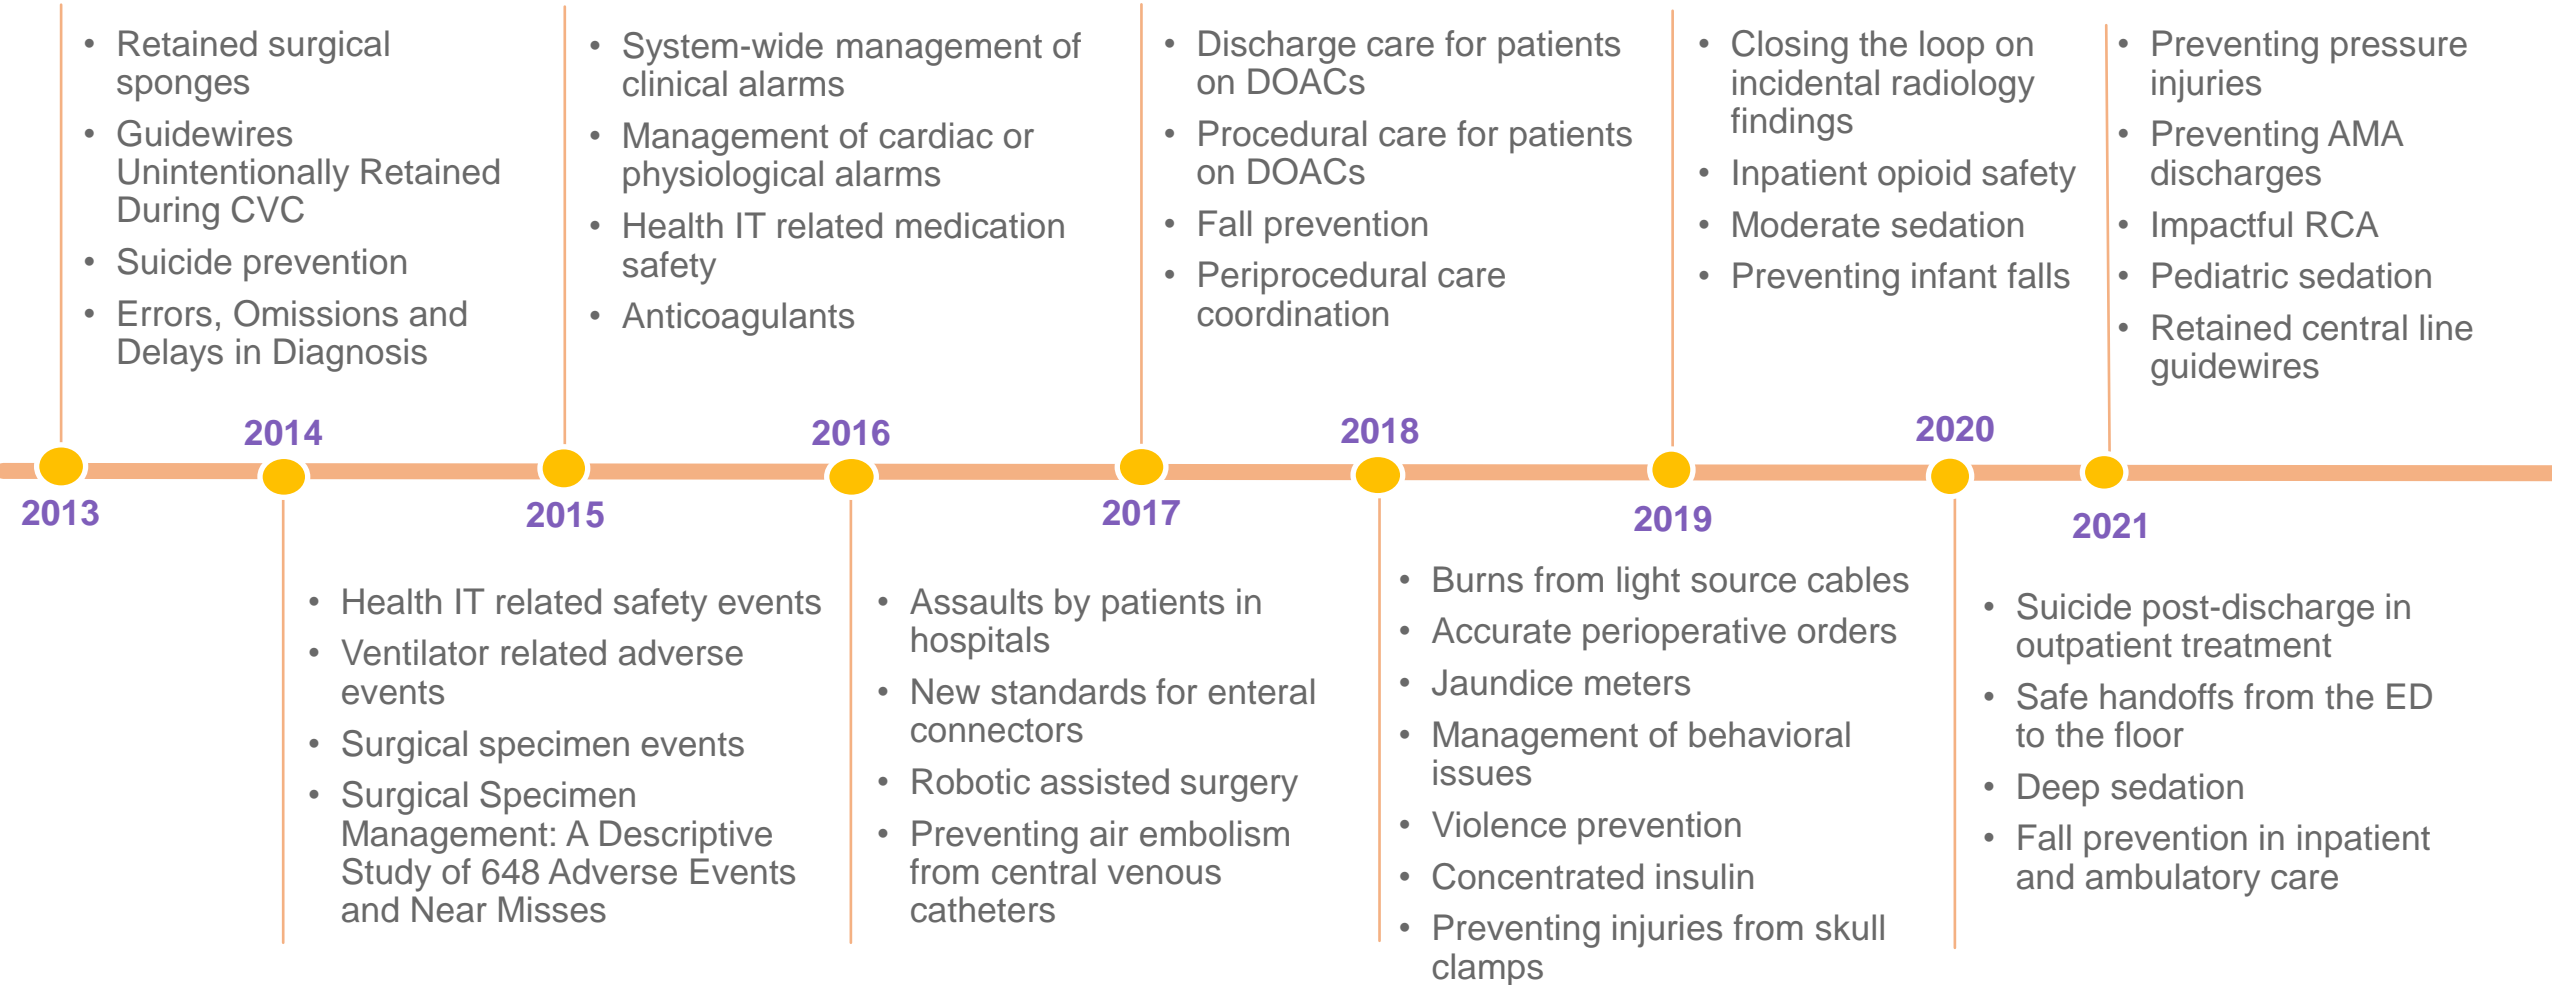 • Retained surgical
sponges
• Guidewires
Unintentionally Retained
During CVC
• Suicide prevention
• Errors, Omissions and
Delays in Diagnosis
• System-wide management of
clinical alarms
• Management of cardiac or
physiological alarms
• Health IT related medication
safety
• Anticoagulants
• Discharge care for patients
on DOACs
• Procedural care for patients
on DOACs
• Fall prevention
• Periprocedural care
coordination
• Closing the loop on
incidental radiology
findings
• Inpatient opioid safety
• Moderate sedation
• Preventing infant falls
• Preventing pressure
injuries
• Preventing AMA
discharges
• Impactful RCA
• Pediatric sedation
• Retained central line
guidewires
2014
2016
2018
2020
2013
2015
2017
2019
2021
• Health IT related safety events
• Ventilator related adverse
events
• Surgical specimen events
• Surgical Specimen
Management: A Descriptive
Study of 648 Adverse Events
and Near Misses
• Assaults by patients in
hospitals
• New standards for enteral
connectors
• Robotic assisted surgery
• Preventing air embolism
from central venous
catheters
• Burns from light source cables
• Accurate perioperative orders
• Jaundice meters
• Management of behavioral
issues
• Violence prevention
• Concentrated insulin
• Preventing injuries from skull
clamps
• Suicide post-discharge in
outpatient treatment
• Safe handoffs from the ED
to the floor
• Deep sedation
• Fall prevention in inpatient
and ambulatory care